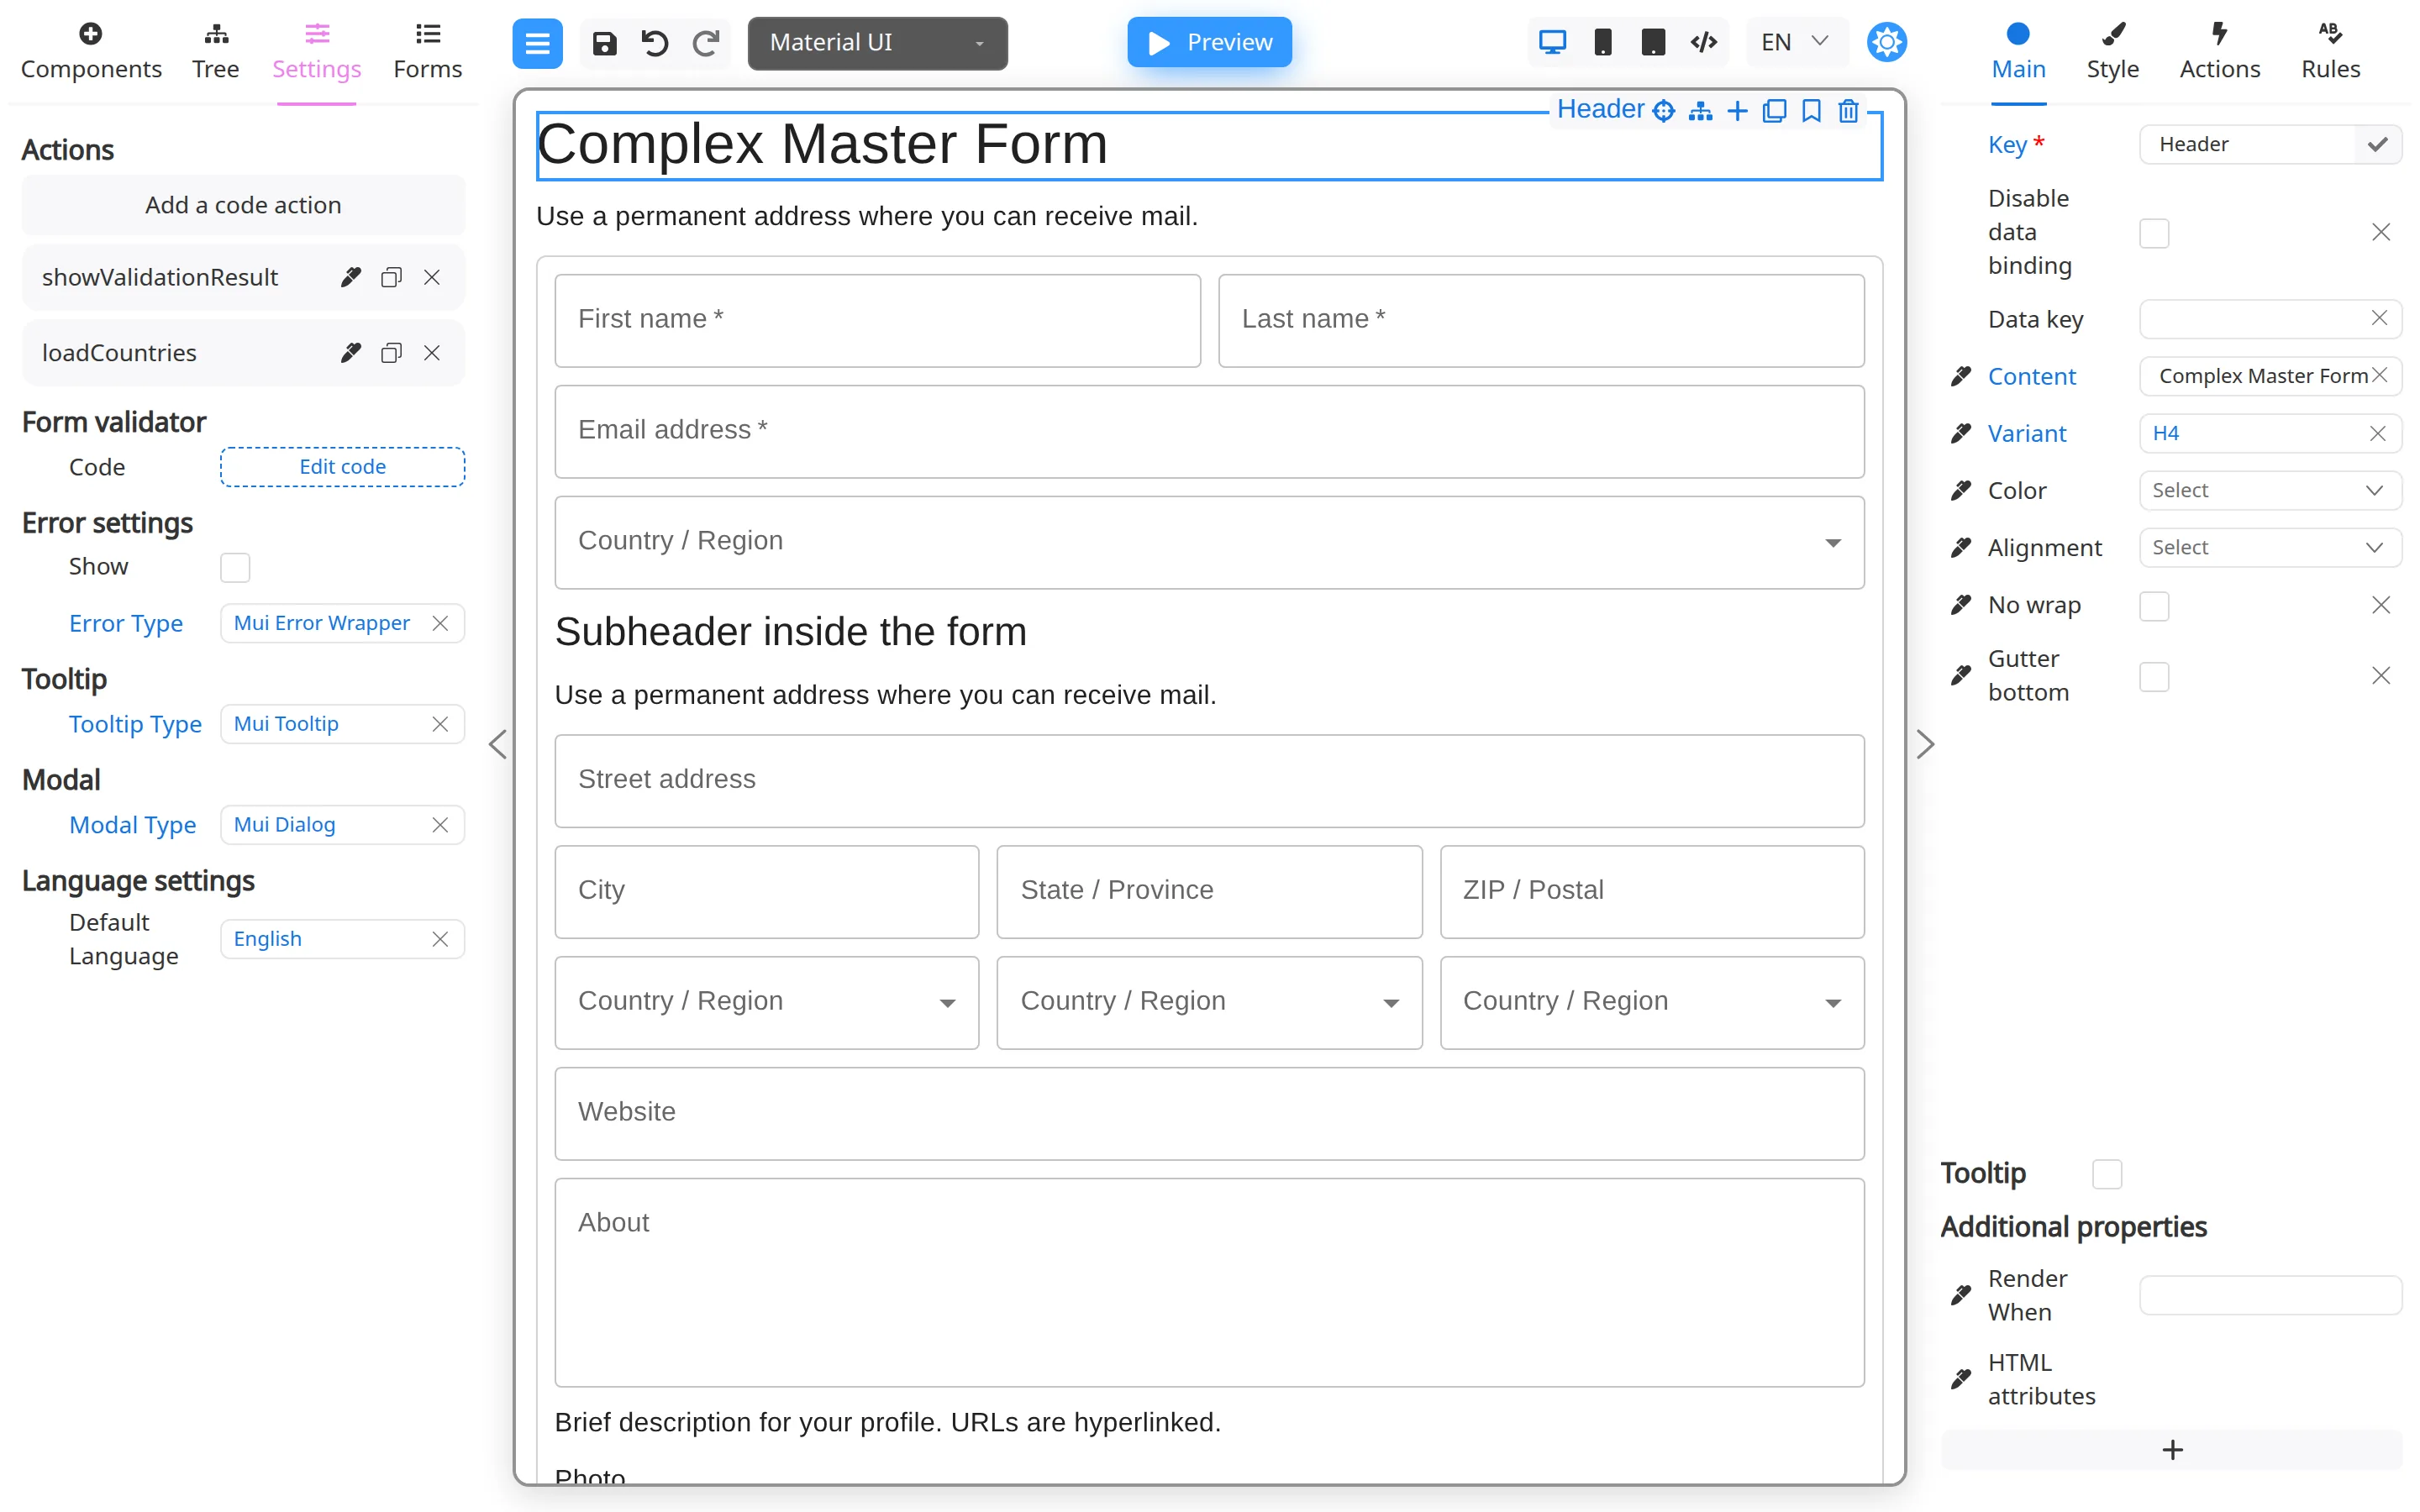 Components
Tree
Settings
Forms
Actions
Add a code action
showValidationResult
loadCountries
Form validator
Code
Edit code
Error settings
Show
Error Type
Mui Error Wrapper
Tooltip
Tooltip Type
Mui Tooltip
Modal
Modal Type
Mui Dialog
Language settings
Default
Language
English
Material UI
Preview
EN
Header
Complex Master Form
Use a permanent address where you can receive mail.
First name *
Last name *
Email address *
Country / Region
Subheader inside the form
Use a permanent address where you can receive mail.
Street address
City
State / Province
ZIP / Postal
Country / Region
Country / Region
Country / Region
Website
About
Brief description for your profile. URLs are hyperlinked.
Photo
Main
Style
AB
Actions
Rules
Key *
Header
Disable
data
binding
Data key
Content
Complex Master Form
Variant
H4
Color
Select
Alignment
Select
No wrap
Gutter
bottom
Tooltip
Additional properties
Render
When
HTML
attributes